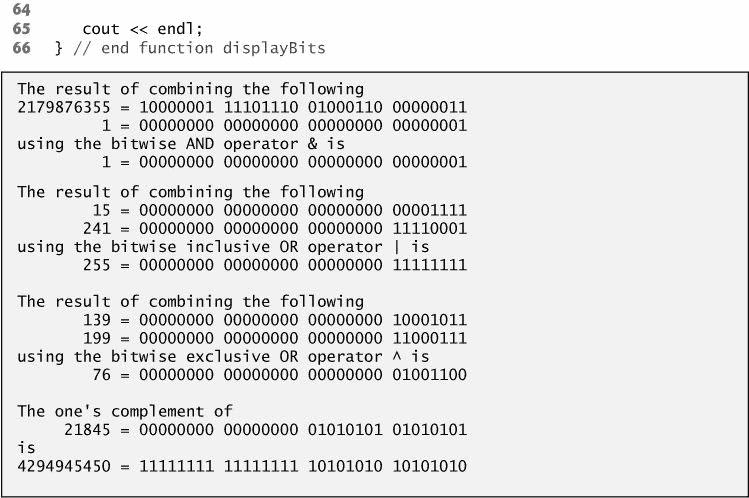 64
65 cout << endl;
66 } // end function displayBits
The result of combining the following
2179876355 = 10000001 11101110 01000110 00000011
1 = 00000000 00000000 00000000 00000001
using the bitwise AND operator & is
1 = 00000000 00000000 00000000 00000001
The result of combining the following
15 = 00000000 00000000 00000000 00001111
241 = 00000000 00000000 00000000 11110001
using the bitwise inclusive OR operator | is
255 = 00000000 00000000 00000000 11111111
The result of combining the following
139 = 00000000 00000000 00000000 10001011
199 = 00000000 00000000 00000000 11000111
using the bitwise exclusive OR operator ^ is
76 = 00000000 00000000 00000000 01001100
The one's complement of
21845 = 00000000 00000000 01010101 01010101
is
4294945450 = 11111111 11111111 10101010 10101010